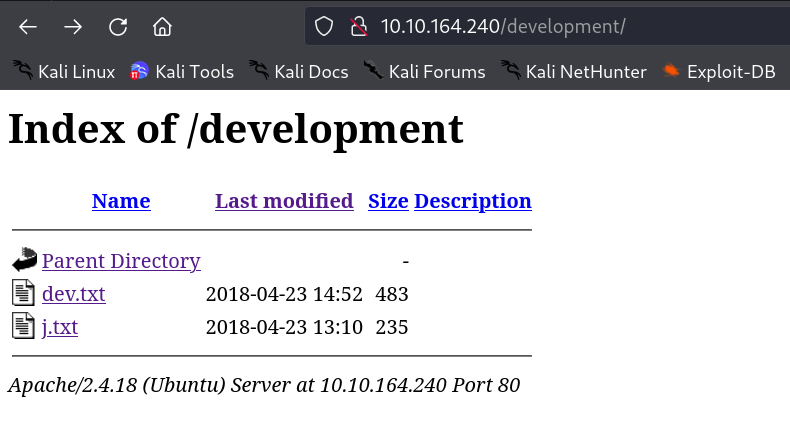 10.10.164.240/development/
Kali Linux Kali Tools Kali Docs Kali Forums Kali NetHunter Exploit-DB
Index of /development
Name Last modified Size Description
Parent Directory -
dev.txt 2018-04-23 14:52 483
j.txt 2018-04-23 13:10 235
Apache/2.4.18 (Ubuntu) Server at 10.10.164.240 Port 80